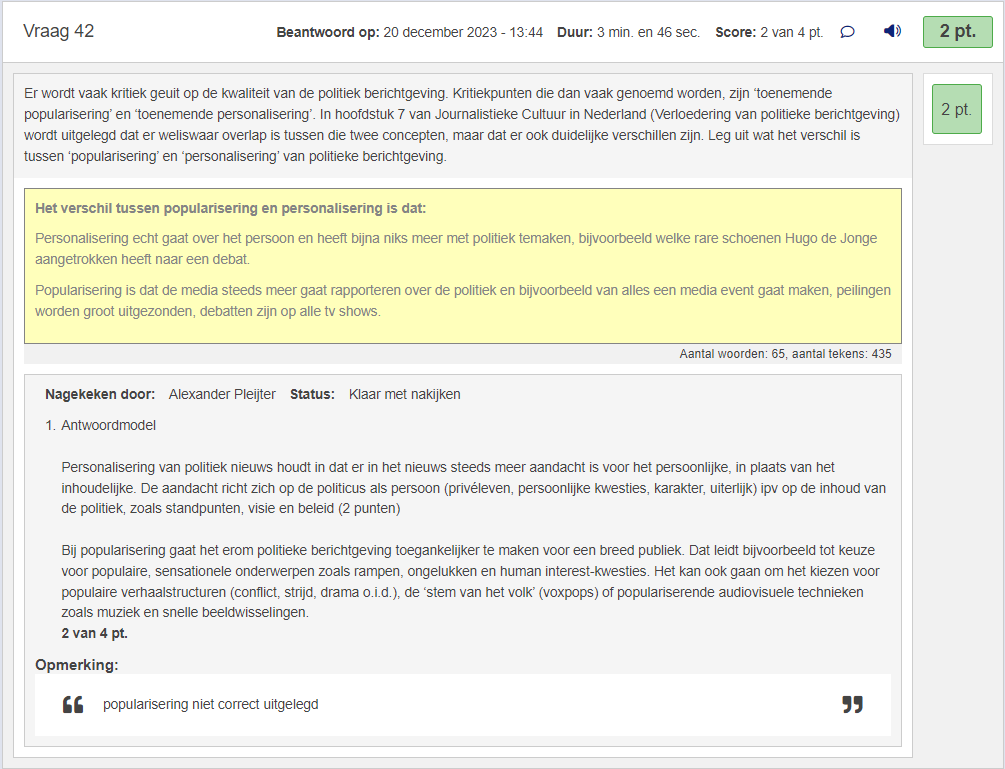 Vraag 42
Beantwoord op: 20 december 2023 - 13:44 Duur: 3 min. en 46 sec. Score: 2 van 4 pt.
2 pt.
Er wordt vaak kritiek geuit op de kwaliteit van de politiek berichtgeving. Kritiekpunten die dan vaak genoemd worden, zijn ‘toenemende
popularisering’ en ‘toenemende personalisering’. In hoofdstuk 7 van Journalistieke Cultuur in Nederland (Verloedering van politieke berichtgeving)
wordt uitgelegd dat er weliswaar overlap is tussen die twee concepten, maar dat er ook duidelijke verschillen zijn. Leg uit wat het verschil is
tussen ‘popularisering’ en ‘personalisering’ van politieke berichtgeving.
2 pt.
Het verschil tussen popularisering en personalisering is dat:
Personalisering echt gaat over het persoon en heeft bijna niks meer met politiek temaken, bijvoorbeeld welke rare schoenen Hugo de Jonge
aangetrokken heeft naar een debat.
Popularisering is dat de media steeds meer gaat rapporteren over de politiek en bijvoorbeeld van alles een media event gaat maken, peilingen
worden groot uitgezonden, debatten zijn op alle tv shows.
Aantal woorden: 65, aantal tekens: 435
Nagekeken door: Alexander Pleijter Status: Klaar met nakijken
1. Antwoordmodel
Personalisering van politiek nieuws houdt in dat er in het nieuws steeds meer aandacht is voor het persoonlijke, in plaats van het
inhoudelijke. De aandacht richt zich op de politicus als persoon (privéleven, persoonlijke kwesties, karakter, uiterlijk) ipv op de inhoud van
de politiek, zoals standpunten, visie en beleid (2 punten)
Bij popularisering gaat het erom politieke berichtgeving toegankelijker te maken voor een breed publiek. Dat leidt bijvoorbeeld tot keuze
voor populaire, sensationele onderwerpen zoals rampen, ongelukken en human interest-kwesties. Het kan ook gaan om het kiezen voor
populaire verhaalstructuren (conflict, strijd, drama o.i.d.), de ‘stem van het volk’ (voxpops) of populariserende audiovisuele technieken
zoals muziek en snelle beeldwisselingen.
2 van 4 pt.
Opmerking:
“ popularisering niet correct uitgelegd ”